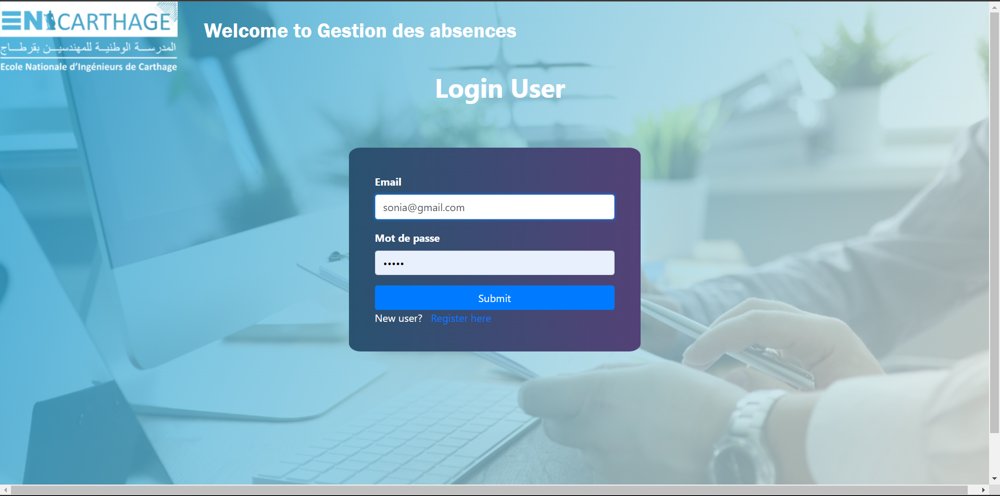 ENICARTHAGE
المدرسة الوطنية للمهندسين بقرطاج
Ecole Nationale d'Ingénieurs de Carthage
Welcome to Gestion des absences
Login User
Email
sonia@gmail.com
Mot de passe
•••••
Submit
New user? Register here